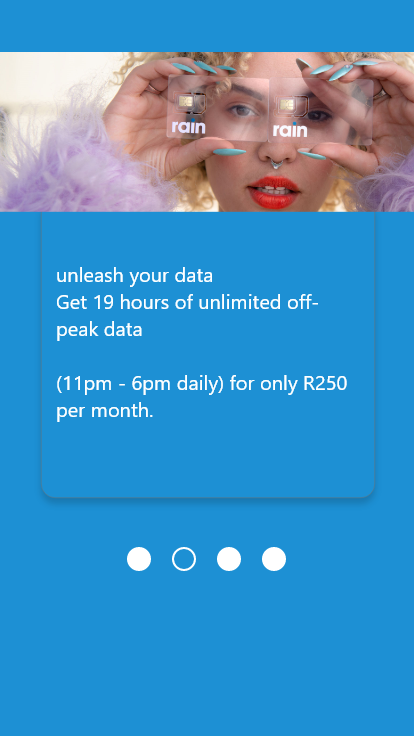 rain rain
unleash your data
Get 19 hours of unlimited off-
peak data
(11pm - 6pm daily) for only R250
per month.